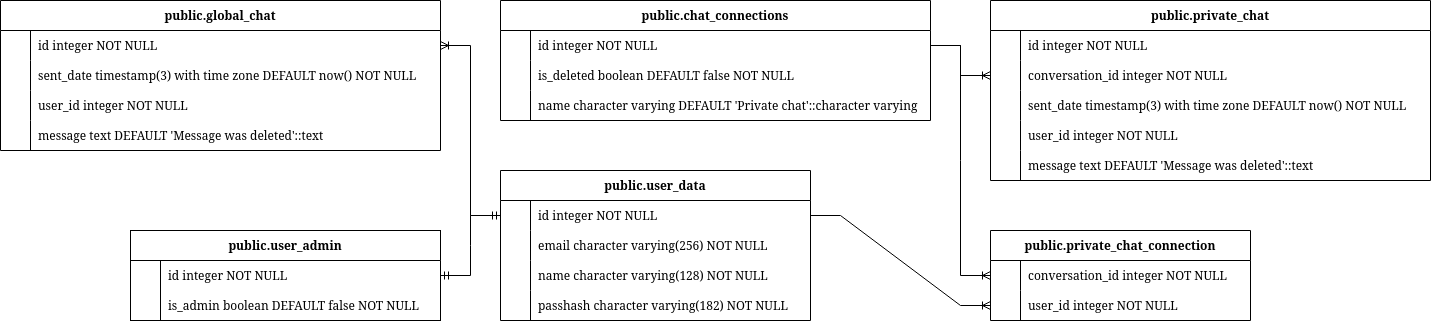 public.global_chat
id integer NOT NULL
sent_date timestamp(3) with time zone DEFAULT now() NOT NULL
user_id integer NOT NULL
message text DEFAULT 'Message was deleted'::text
public.chat_connections
id integer NOT NULL
is_deleted boolean DEFAULT false NOT NULL
name character varying DEFAULT 'Private chat'::character varying
public.private_chat
id integer NOT NULL
conversation_id integer NOT NULL
sent_date timestamp(3) with time zone DEFAULT now() NOT NULL
user_id integer NOT NULL
message text DEFAULT 'Message was deleted'::text
public.user_admin
id integer NOT NULL
is_admin boolean DEFAULT false NOT NULL
public.user_data
id integer NOT NULL
email character varying(256) NOT NULL
name character varying(128) NOT NULL
passhash character varying(182) NOT NULL
public.private_chat_connection
conversation_id integer NOT NULL
user_id integer NOT NULL